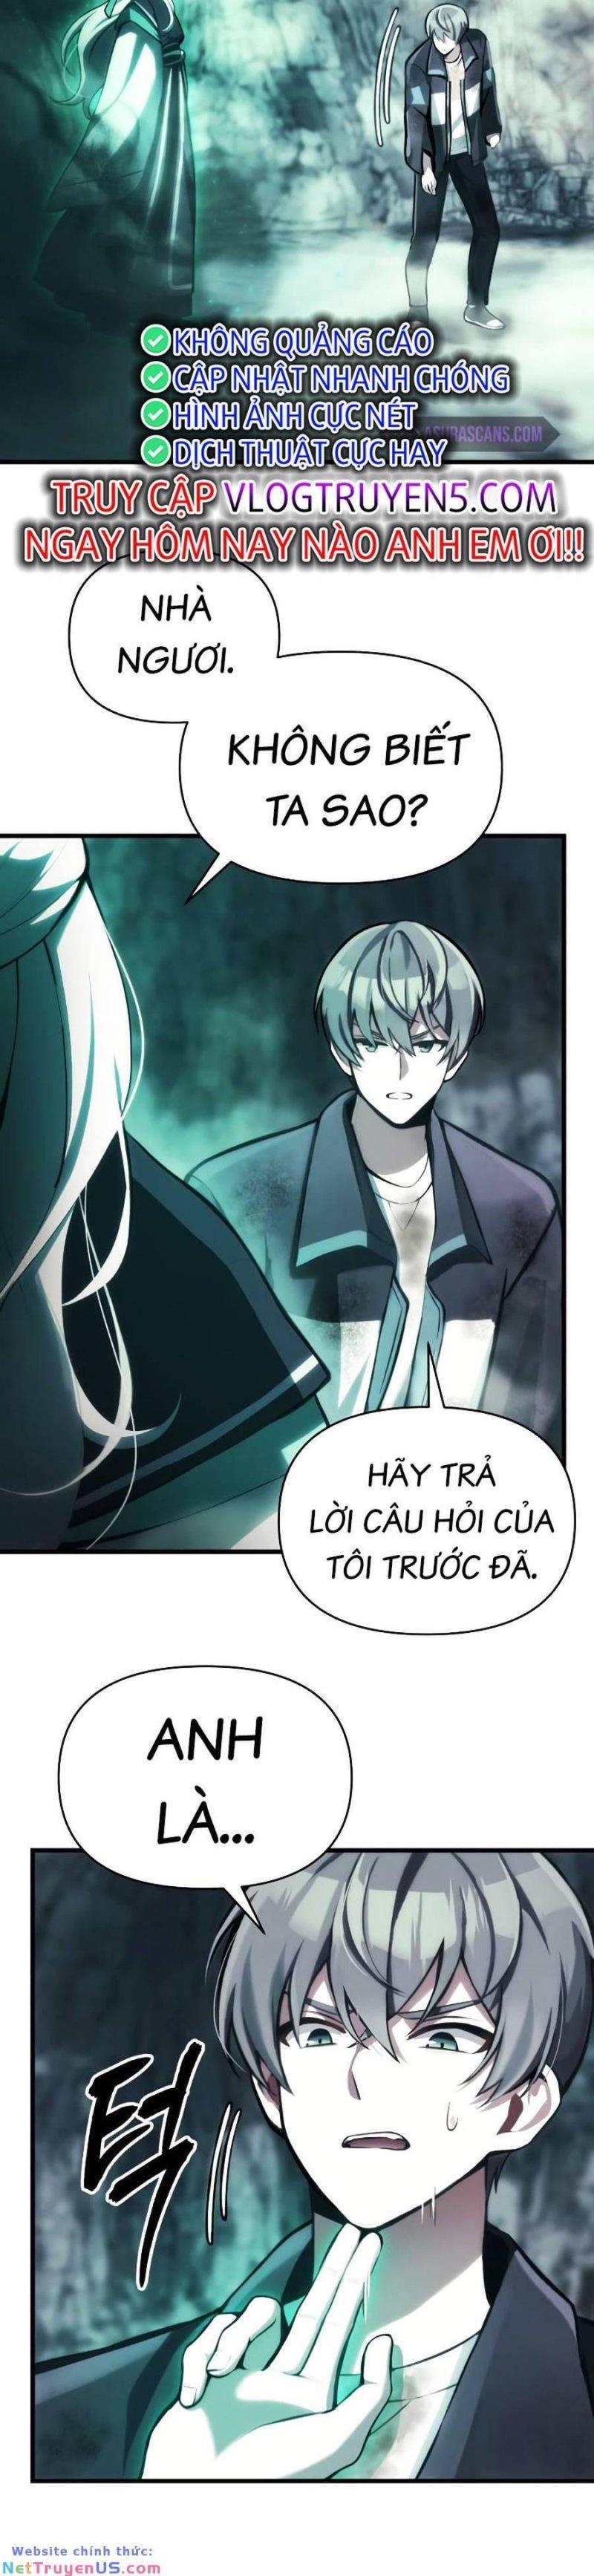 KHÔNG QUẢNG CÁO
CẬP NHẬT NHANH CHÓNG
HÌNH ẢNH CỰC NÉT
ASURASCANS.COM
DỊCH THUẬT CỰC HAY
TRUY CẬP VLOGTRUYEN5.COM
NGAY HÔM NAY NÀO ANH EM ƠI!!!
NHÀ
NGƯƠI.
KHÔNG BIẾT
TA SAO?
HÃY TRẢ
LỜI CÂU HỎI CỦA
TÔI TRƯỚC ĐÃ.
ANH
LÀ...
턱
Website chính thức:
NetTruyenUS.com